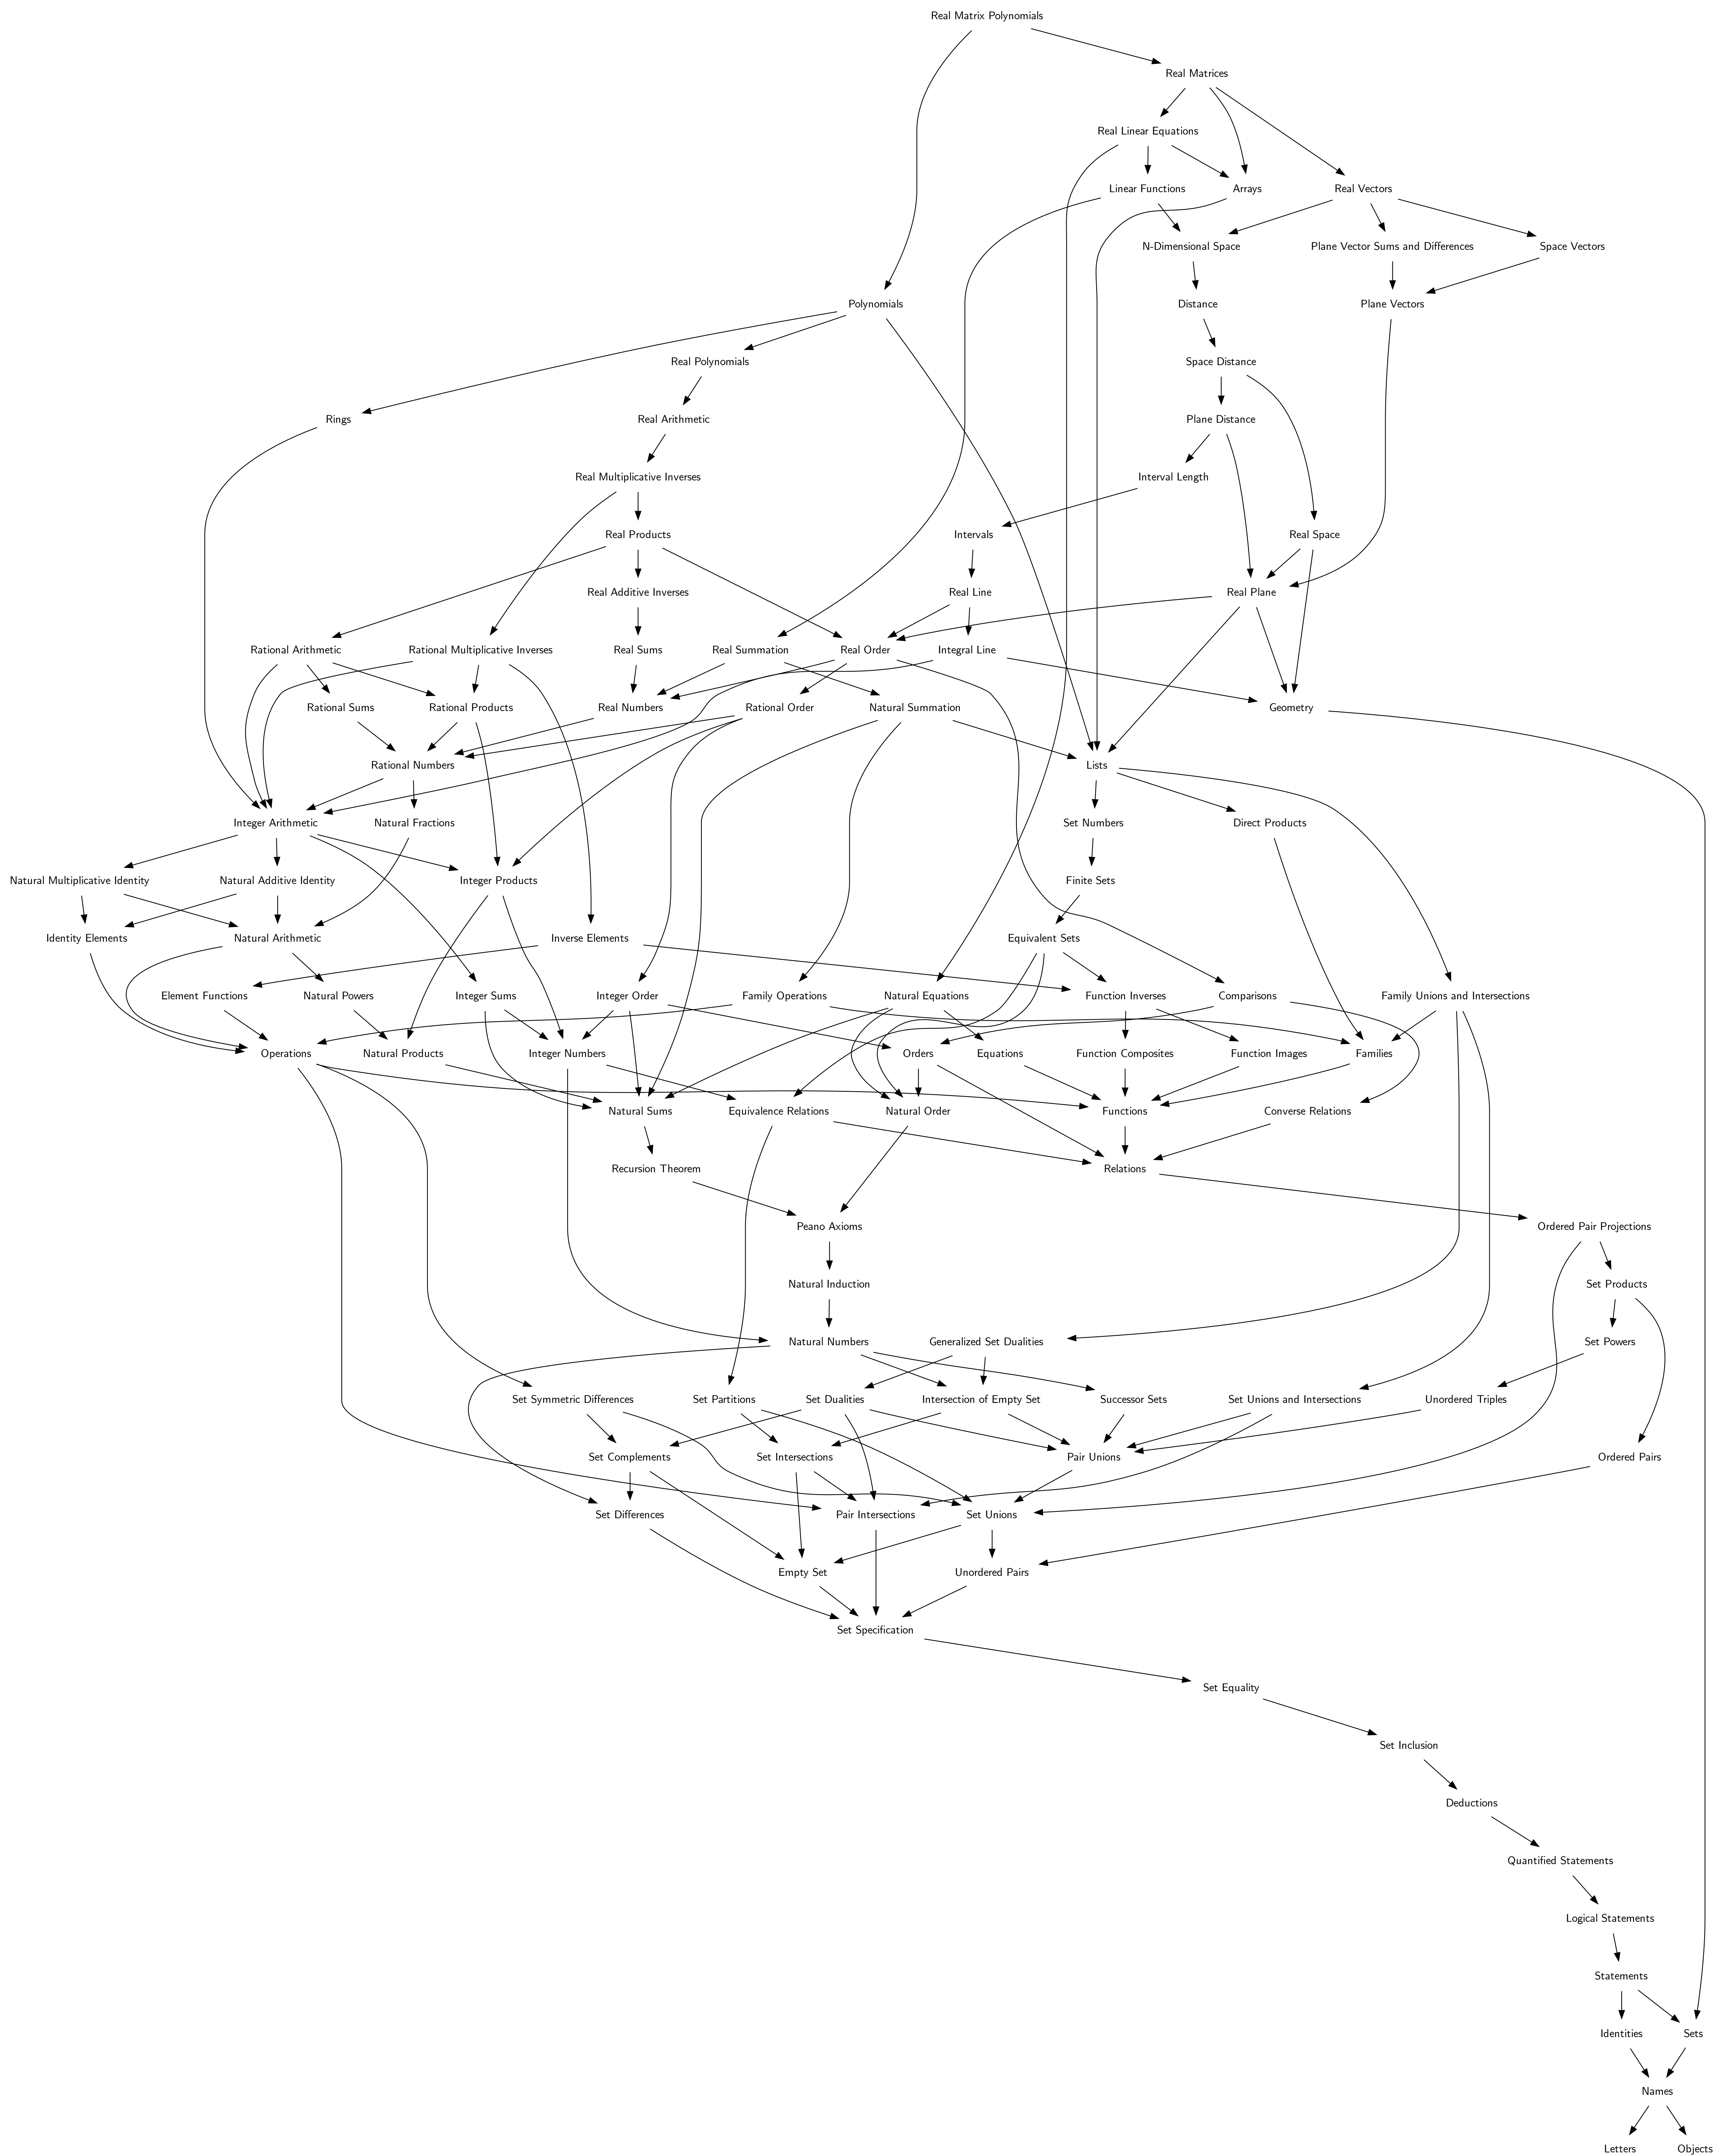 Real Matrix Polynomials
Real Matrices
Real Linear Equations
Linear Functions
Arrays
Real Vectors
N-Dimensional Space
Plane Vector Sums and Differences
Space Vectors
Polynomials
Distance
Plane Vectors
Real Polynomials
Space Distance
Rings
Real Arithmetic
Plane Distance
Real Multiplicative Inverses
Interval Length
Real Products
Intervals
Real Space
Real Additive Inverses
Real Line
Real Plane
Rational Arithmetic
Rational Multiplicative Inverses
Real Sums
Real Summation
Real Order
Integral Line
Rational Sums
Rational Products
Real Numbers
Rational Order
Natural Summation
Geometry
Rational Numbers
Lists
Integer Arithmetic
Natural Fractions
Set Numbers
Direct Products
Natural Multiplicative Identity
Natural Additive Identity
Integer Products
Finite Sets
Identity Elements
Natural Arithmetic
Inverse Elements
Equivalent Sets
Element Functions
Natural Powers
Integer Sums
Integer Order
Family Operations
Natural Equations
Function Inverses
Comparisons
Family Unions and Intersections
Operations
Natural Products
Integer Numbers
Orders
Equations
Function Composites
Function Images
Families
Natural Sums
Equivalence Relations
Natural Order
Functions
Converse Relations
Recursion Theorem
Relations
Peano Axioms
Ordered Pair Projections
Natural Induction
Set Products
Natural Numbers
Generalized Set Dualities
Set Powers
Set Symmetric Differences
Set Partitions
Set Dualities
Intersection of Empty Set
Successor Sets
Set Unions and Intersections
Unordered Triples
Set Complements
Set Intersections
Pair Unions
Ordered Pairs
Set Differences
Pair Intersections
Set Unions
Empty Set
Unordered Pairs
Set Specification
Set Equality
Set Inclusion
Deductions
Quantified Statements
Logical Statements
Statements
Identities
Sets
Names
Letters
Objects